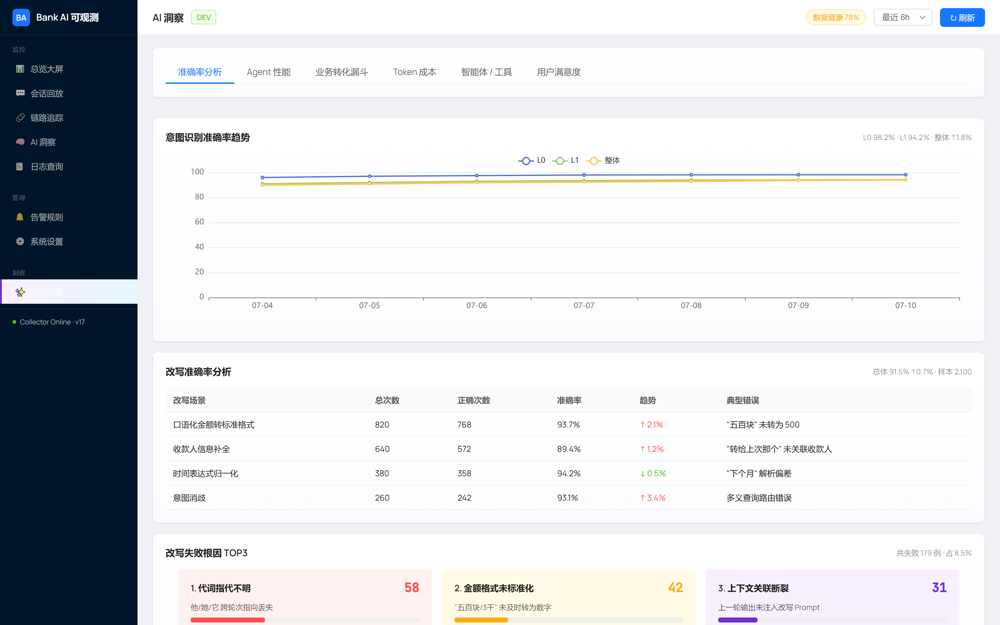 BA Bank AI 可观测
监控
总览大屏
会话回放
链路追踪
AI 洞察
日志查询
管理
告警规则
系统设置
洞察
智能洞察
Collector Online · v17
AI 洞察 DEV 数据健康 78% 最近 6h ↻ 刷新
准确率分析 Agent 性能 业务转化漏斗 Token 成本 智能体 / 工具 用户满意度
意图识别准确率趋势 L0 98.2% · L1 94.2% · 整体 ↑1.8%
L0 L1 整体
100
80
60
40
20
0
07-04 07-05 07-06 07-07 07-08 07-09 07-10
改写准确率分析 总体 91.5% ↑0.7% · 样本 2,100
改写场景 总次数 正确次数 准确率 趋势 典型错误
口语化金额转标准格式 820 768 93.7% ↑ 2.1% "五百块" 未转为 500
收款人信息补全 640 572 89.4% ↑ 1.2% "转给上次那个" 未关联收款人
时间表达式归一化 380 358 94.2% ↓ 0.5% "下个月" 解析偏差
意图消歧 260 242 93.1% ↑ 3.4% 多义查询路由错误
改写失败根因 TOP3 共失败 179 例 · 占 8.5%
1. 代词指代不明 58
他/她/它 跨轮次指向丢失
2. 金额格式未标准化 42
"五百块/3千" 未及时转为数字
3. 上下文关联断裂 31
上一轮输出未注入改写 Prompt